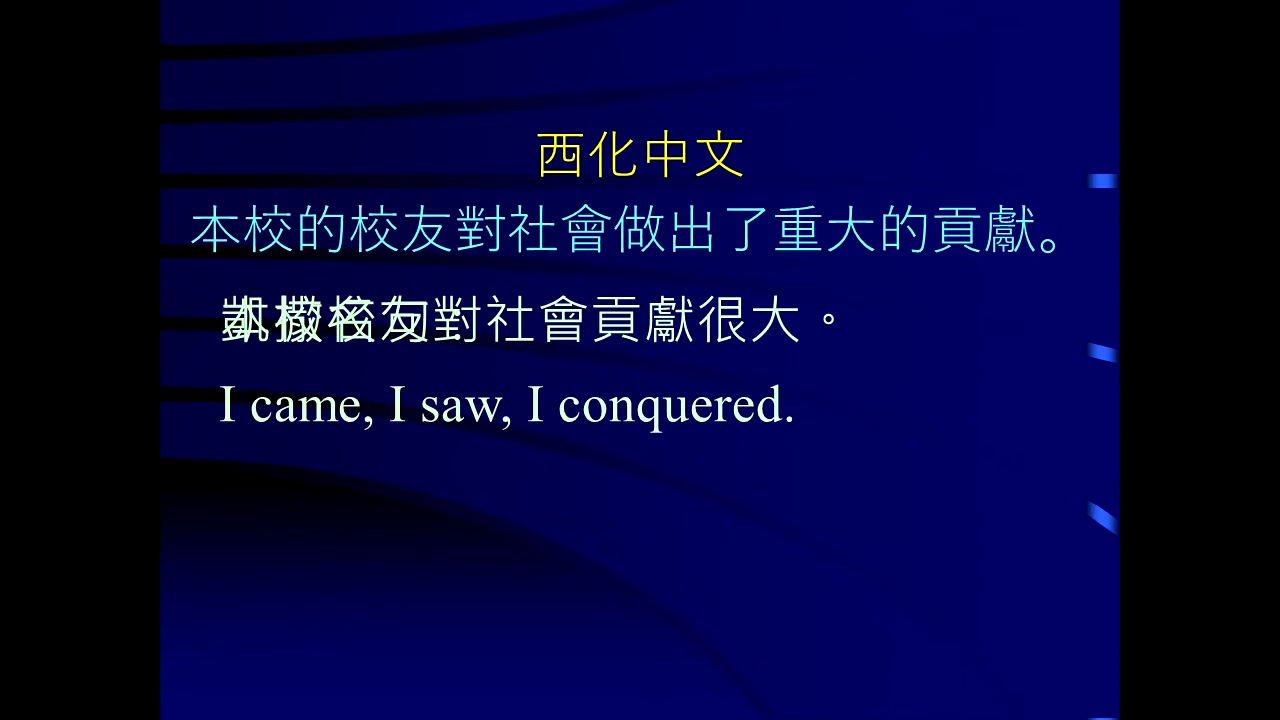 西化中文
本校的校友對社會做出了重大的貢獻。
對社會貢獻很大。
I came, I saw, I conquered.